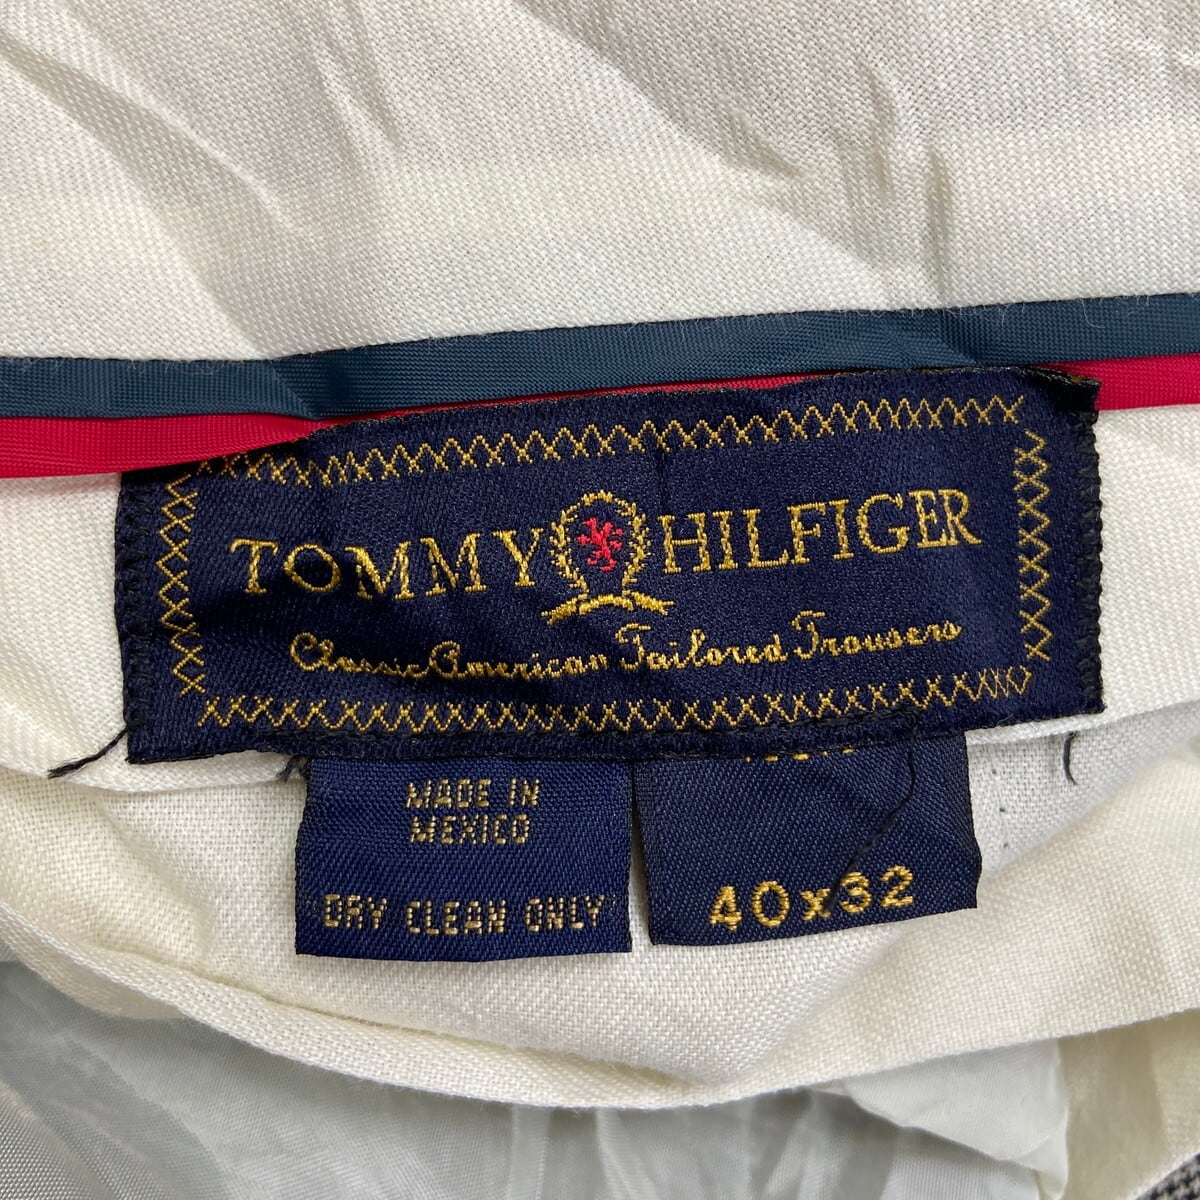 TOMMY HILFIGER
Classic American Tailored Trousers
MADE IN
MEXICO
DRY CLEAN ONLY
40x32